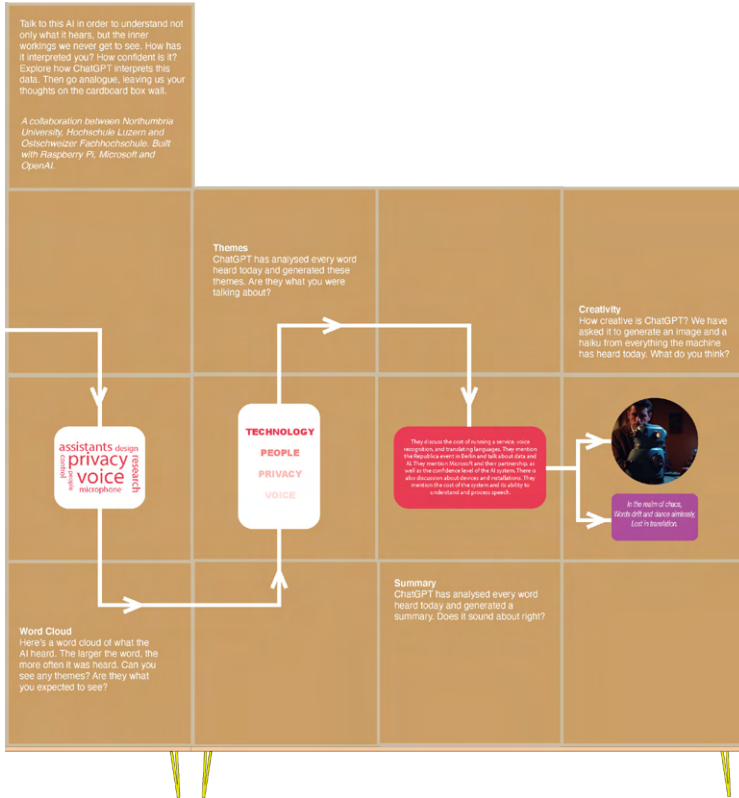 Talk to this AI in order to understand not
only what it hears, but the inner
workings we never get to see. How has
it interpreted you? How confident is it?
Explore how ChatGPT interprets this
data. Then go analogue, leaving us your
thoughts on the cardboard box wall.
A collaboration between Northumbria
University, Hochschule Luzern and
Ostschweizer Fachhochschule. Built
with Raspberry Pi, Microsoft and
OpenAI.
Themes
ChatGPT has analysed every word
heard today and generated these
themes. Are they what you were
talking about?
Creativity
How creative is ChatGPT? We have
asked it to generate an image and a
haiku from everything the machine
has heard today. What do you think?
assistants design
privacy
voice
microphone
control
people
research
TECHNOLOGY
PEOPLE
PRIVACY
VOICE
They discuss the cost of running a service, voice
recognition, and translating languages. They mention
the Republica event in Berlin and talk about data and
AI. They mention Microsoft and their partnership, as
well as the confidence level of the AI system. There is
also discussion about devices and installations. They
mention the cost of the system and its ability to
understand and process speech.
In the realm of chaos,
Words drift and dance aimlessly,
Lost in translation.
Word Cloud
Here's a word cloud of what the
AI heard. The larger the word, the
more often it was heard. Can you
see any themes? Are they what
you expected to see?
Summary
ChatGPT has analysed every word
heard today and generated a
summary. Does it sound about right?